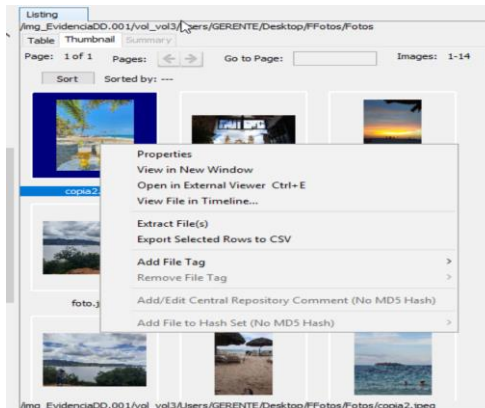 Listing
/img_EvidenciaDD.001/vol_vol3/Users/GERENTE/Desktop/FFotos/Fotos
Table Thumbnail Summary
Page: 1 of 1 Pages: Go to Page: Images: 1-14
Sort Sorted by: ---
Properties
View in New Window
Open in External Viewer Ctrl+E
View File in Timeline...
copia2.
Extract File(s)
Export Selected Rows to CSV
Add File Tag >
Remove File Tag >
foto.j
Add/Edit Central Repository Comment (No MD5 Hash)
Add File to Hash Set (No MD5 Hash) >
/img_EvidenciaDD.001/vol_vol3/Users/GERENTE/Desktop/FFotos/Fotos/copia2.jpeg